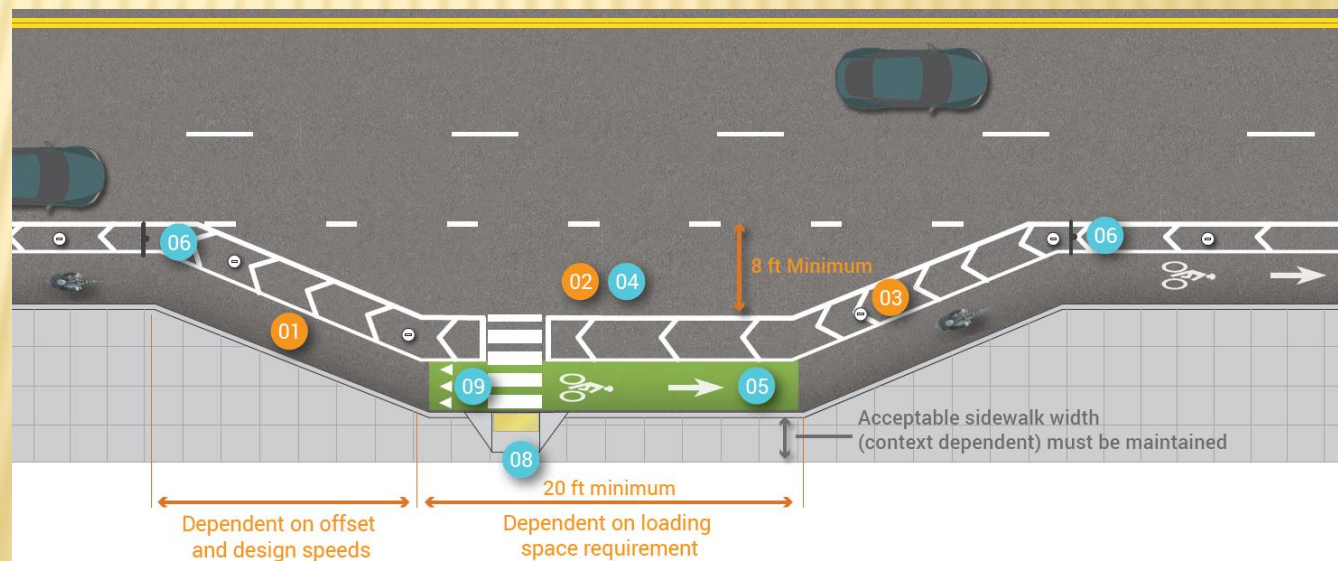 06
06
8 ft Minimum
02
04
03
01
09
05
Acceptable sidewalk width
(context dependent) must be maintained
08
20 ft minimum
Dependent on offset
and design speeds
Dependent on loading
space requirement